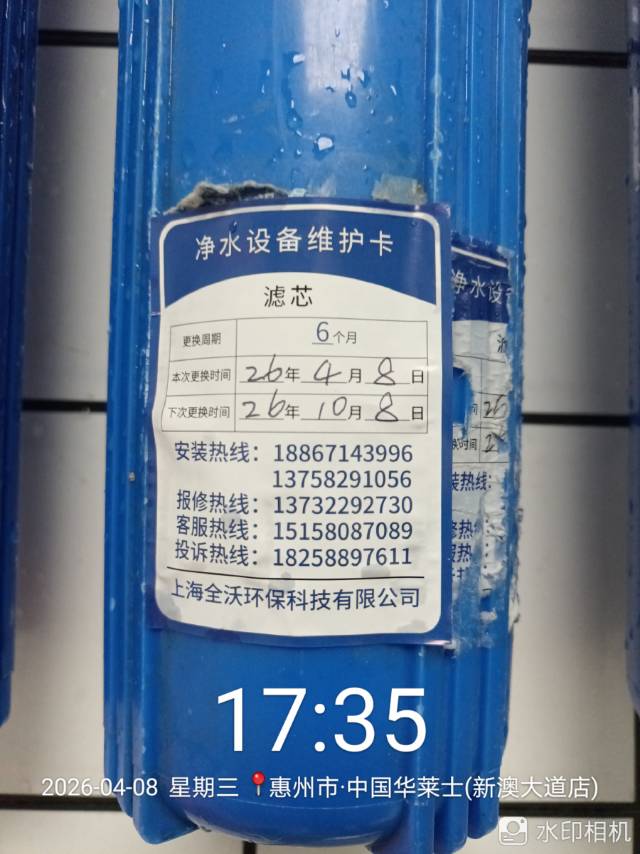 净水设备维护卡
滤芯
更换周期 6个月
本次更换时间 26年 4月 8日
下次更换时间 26年 10月 8日
安装热线：18867143996
13758291056
报修热线：13732292730
客服热线：15158087089
投诉热线：18258897611
上海全沃环保科技有限公司
净水设
17:35
2026-04-08 星期三 惠州市·中国华莱士(新澳大道店)
水印相机